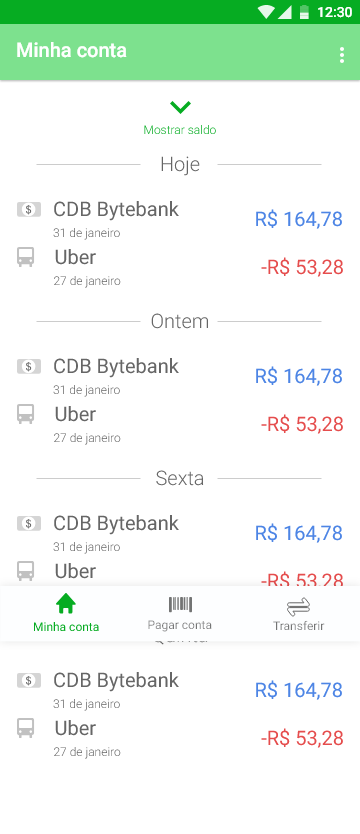 12:30
Minha conta
Mostrar saldo
Hoje
CDB Bytebank
R$ 164,78
31 de janeiro
Uber
-R$ 53,28
27 de janeiro
Ontem
CDB Bytebank
R$ 164,78
31 de janeiro
Uber
-R$ 53,28
27 de janeiro
Sexta
CDB Bytebank
R$ 164,78
31 de janeiro
Uber
-R$ 53,28
Minha conta
Pagar conta
Transferir
CDB Bytebank
R$ 164,78
31 de janeiro
Uber
-R$ 53,28
27 de janeiro